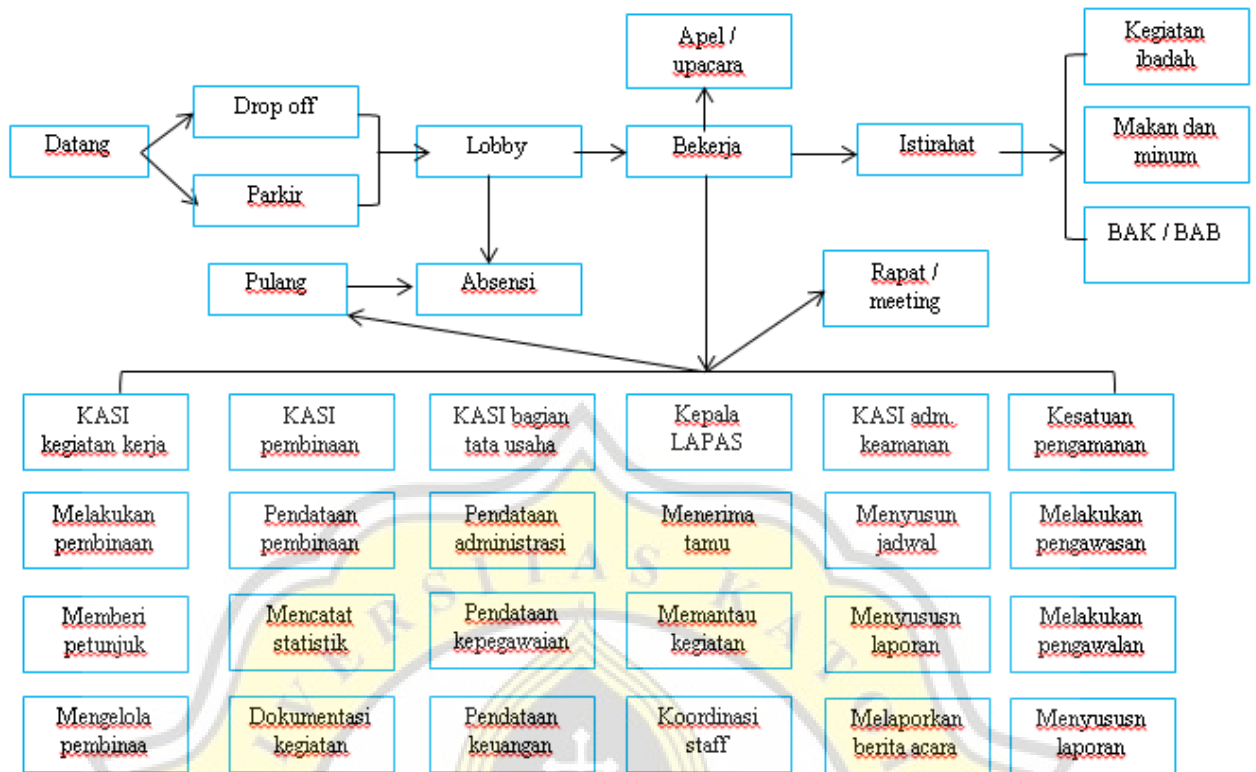 Apel /
upacara
Kegiatan
ibadah
Drop off
Datang
Lobby
Bekerja
Istirahat
Makan dan
minum
Parkir
BAK / BAB
Pulang
Absensi
Rapat /
meeting
KASI
kegiatan kerja
KASI
pembinaan
KASI bagian
tata usaha
Kepala
LAPAS
KASI adm.
keamanan
Kesatuan
pengamanan
Melakukan
pembinaan
Pendataan
pembinaan
Pendataan
administrasi
Menerima
tamu
Menyusun
jadwal
Melakukan
pengawasan
Memberi
petunjuk
Mencatat
statistik
Pendataan
kepegawaian
Memantau
kegiatan
Menyususn
laporan
Melakukan
pengawalan
Mengelola
pembinaa
Dokumentasi
kegiatan
Pendataan
keuangan
Koordinasi
staff
Melaporkan
berita acara
Menyususn
laporan
VERSITAS KATO